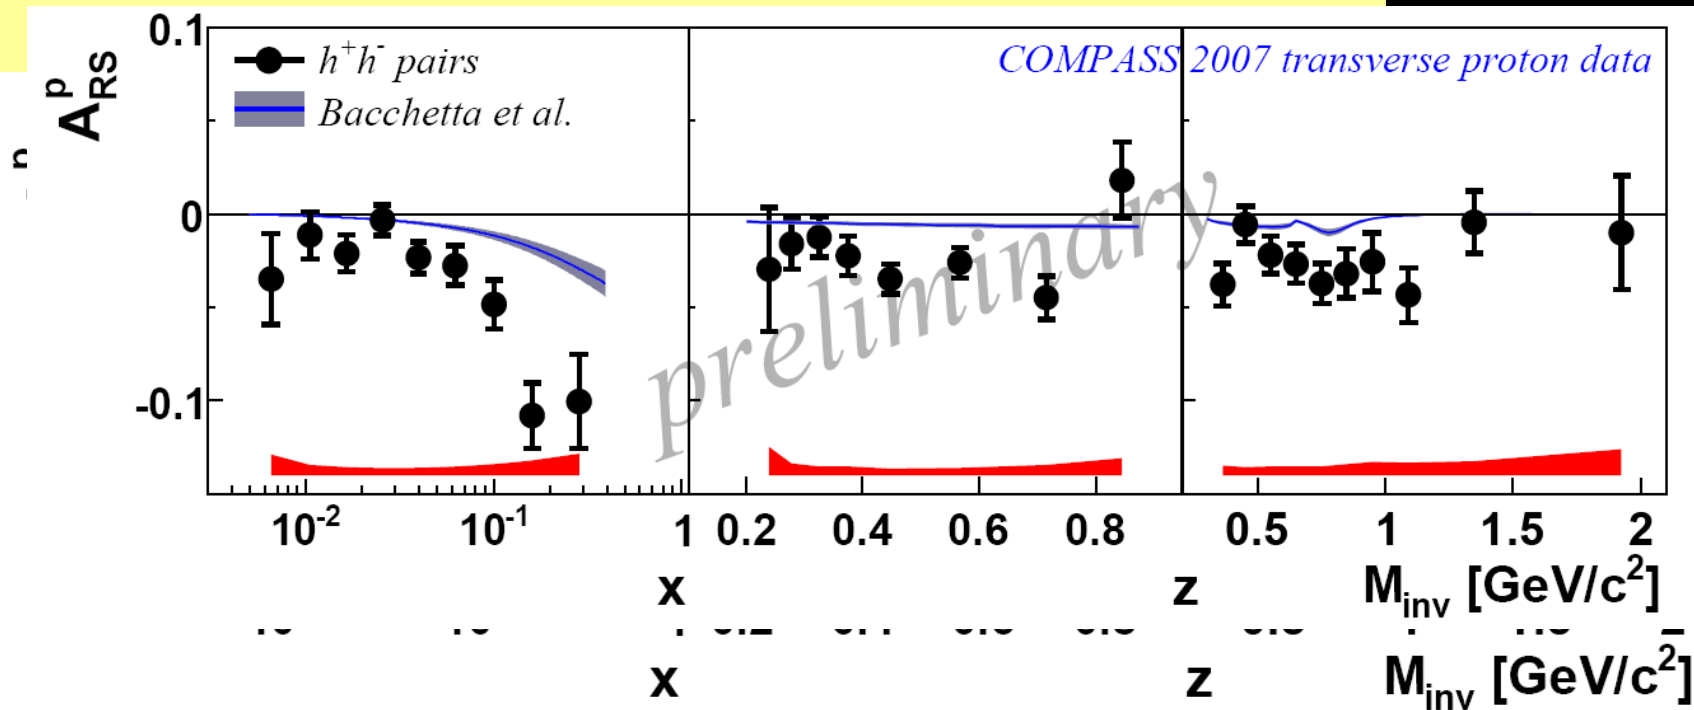 0.1
h+h- pairs
COMPASS 2007 transverse proton data
Bacchetta et al.
A^p_RS
0
-0.1
preliminary
10^-2 10^-1 1 0.2 0.4 0.6 0.8 0.5 1 1.5 2
x z M_inv [GeV/c^2]
x z M_inv [GeV/c^2]